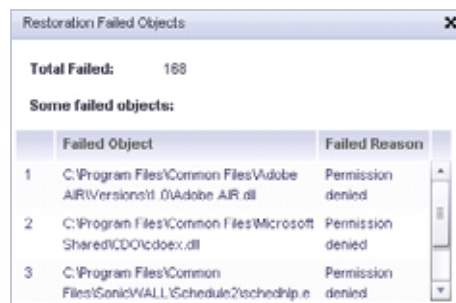 Restoration Failed Objects
Total Failed: 168
Some failed objects:
Failed Object Failed Reason
1 C:\Program Files\Common Files\Adobe Permission
AIR\Versions\1.0\Adobe AIR.dll denied
2 C:\Program Files\Common Files\Microsoft Permission
Shared\CDO\cdoex.dll denied
3 C:\Program Files\Common Permission
Files\SonicWALL\Schedule2\schedhlp.e denied